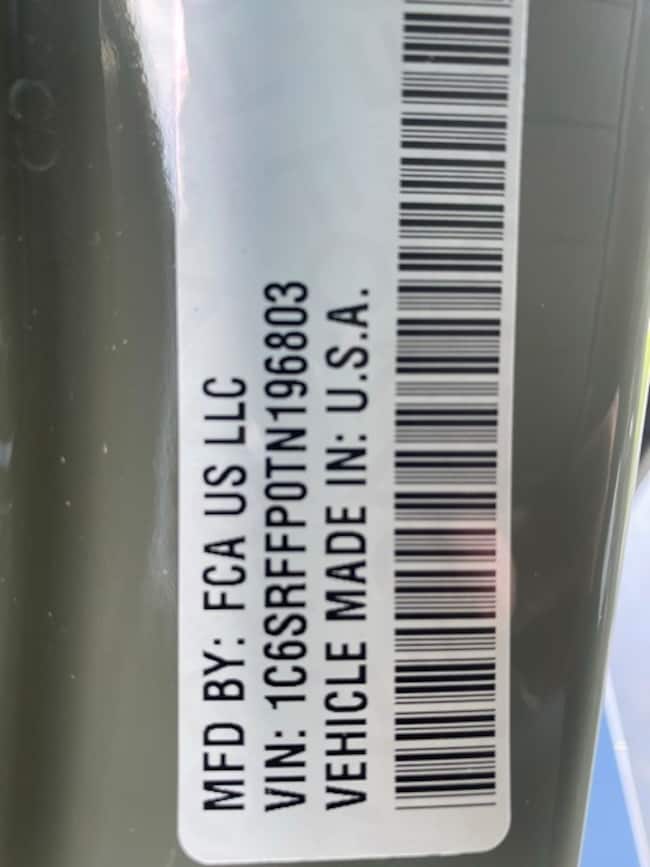 MFD BY: FCA US LLC
VIN: 1C6SRFFP0TN196803
VEHICLE MADE IN: U.S.A.